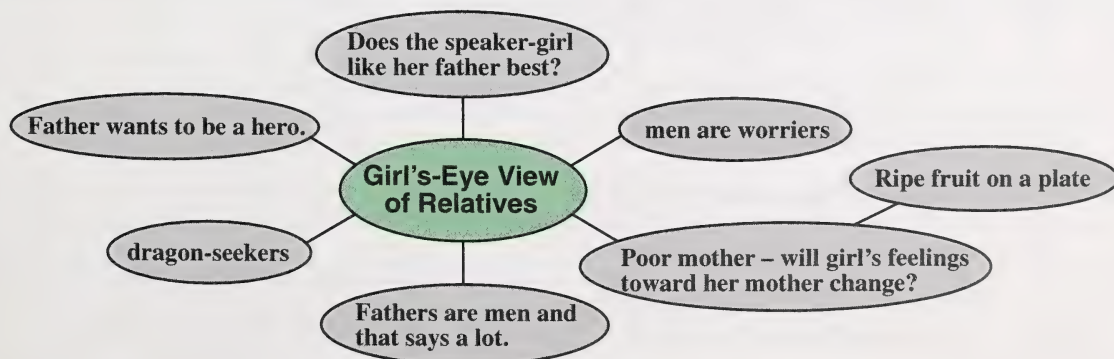 Does the speaker-girl
like her father best?
Father wants to be a hero.
men are worriers
Girl's-Eye View
of Relatives
Ripe fruit on a plate
dragon-seekers
Poor mother – will girl's feelings
toward her mother change?
Fathers are men and
that says a lot.